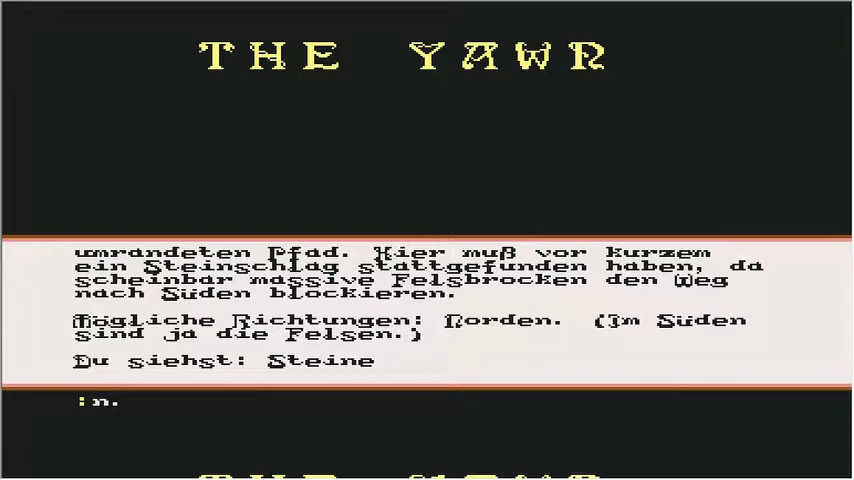 THE YAWR
umrandeten Pfad. Hier muß vor kurzem
ein Steinschlag stattgefunden haben, da
scheinbar massive Felsbrocken den Weg
nach Süden blockieren.
Mögliche Richtungen: Norden. (Im Süden
sind ja die Felsen.)
Du siehst: Steine
:n.